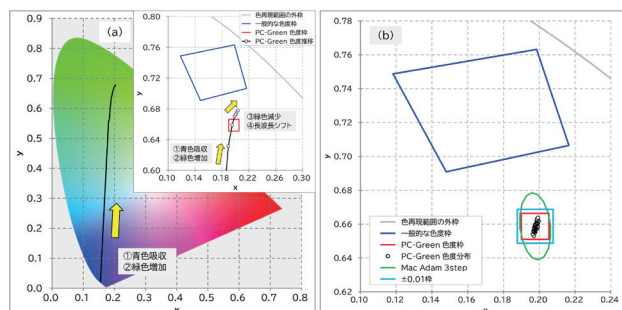 (a)
y
0.9
0.8
0.7
0.6
0.5
0.4
0.3
0.2
0.1
0.0
0.0 0.1 0.2 0.3 0.4 0.5 0.6 0.7 0.8
x
①青色吸収
②緑色増加
y
0.80
0.76
0.72
0.68
0.64
0.60
0.10 0.14 0.18 0.22 0.26 0.30
x
色再現範囲の外枠
一般的な色度枠
PC-Green 色度枠
PC-Green 色度推移
③緑色減少
④長波長シフト
①青色吸収
②緑色増加
(b)
y
0.78
0.76
0.74
0.72
0.70
0.68
0.66
0.64
0.62
0.10 0.12 0.14 0.16 0.18 0.20 0.22 0.24
x
色再現範囲の外枠
一般的な色度枠
PC-Green 色度枠
PC-Green 色度分布
Mac Adam 3step
±0.01枠